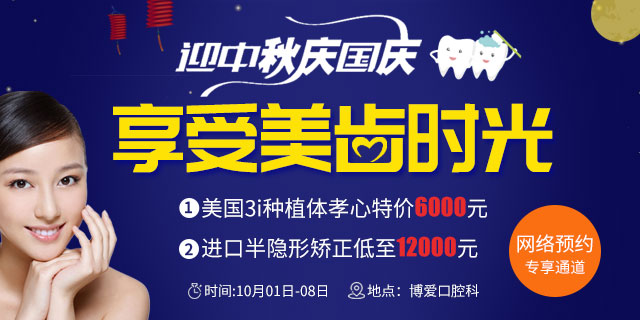 迎中秋庆国庆
享受美齿时光
1 美国3i种植体孝心特价6000元
2 进口半隐形矫正低至12000元
网络预约
专享通道
时间:10月01日-08日 地点：博爱口腔科